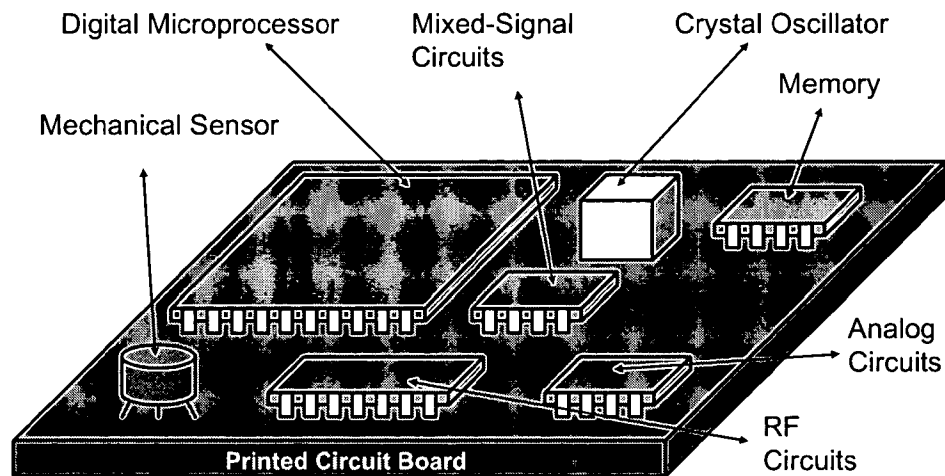 Digital Microprocessor
Mixed-Signal
Circuits
Crystal Oscillator
Memory
Mechanical Sensor
Analog
Circuits
RF
Circuits
Printed Circuit Board